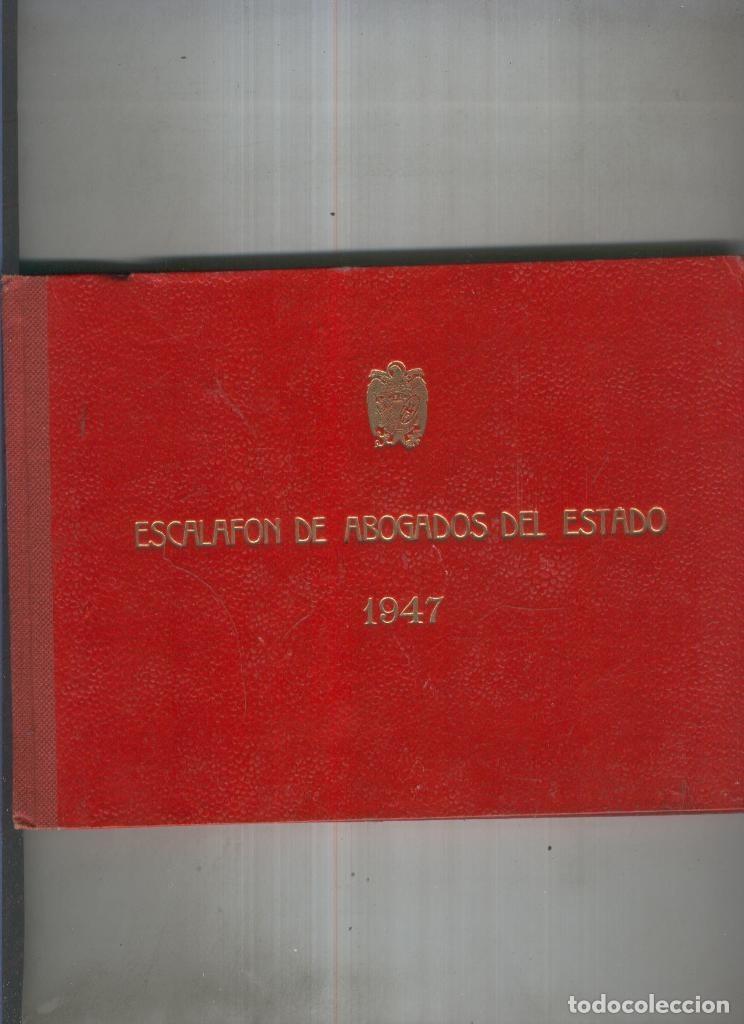 ESCALAFON DE ABOGADOS DEL ESTADO
1947
todocoleccion